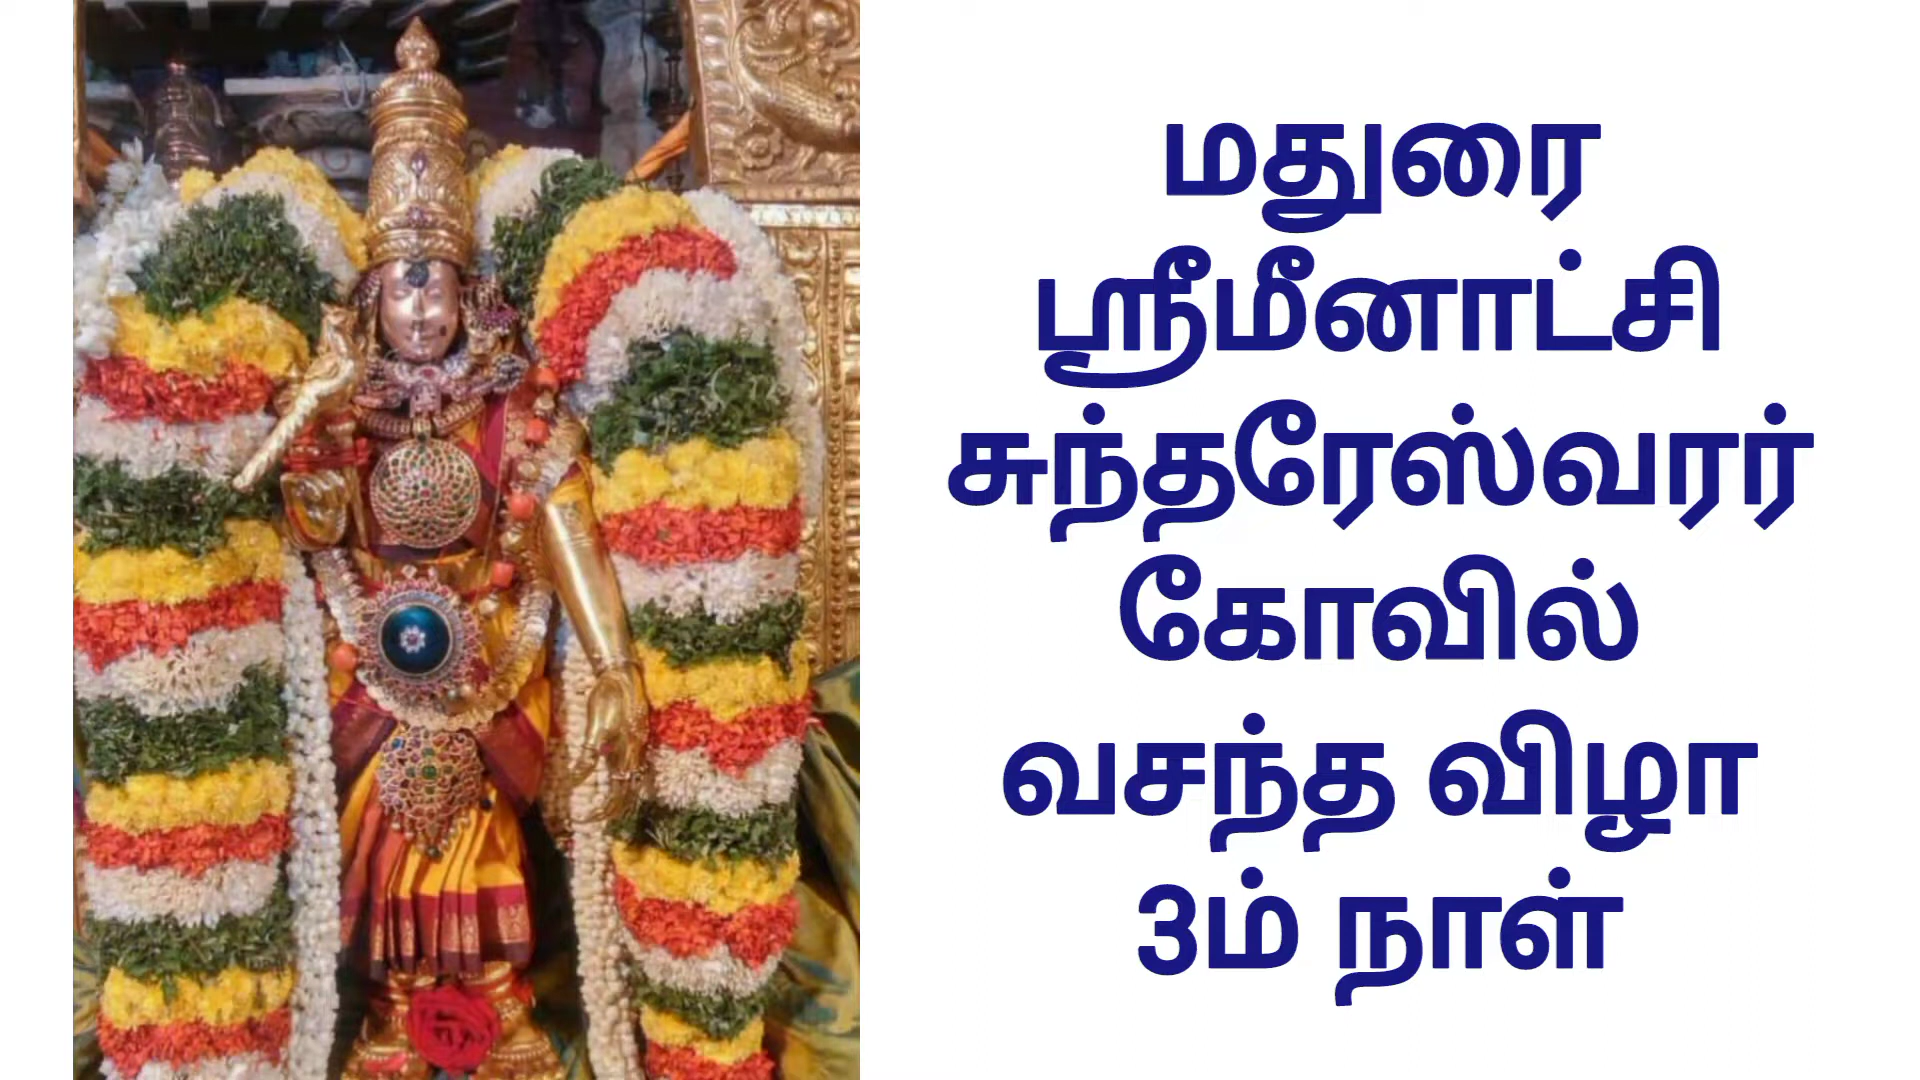 மதுரை
ஸ்ரீமீனாட்சி
சுந்தரேஸ்வரர்
கோவில்
வசந்த விழா
3ம் நாள்